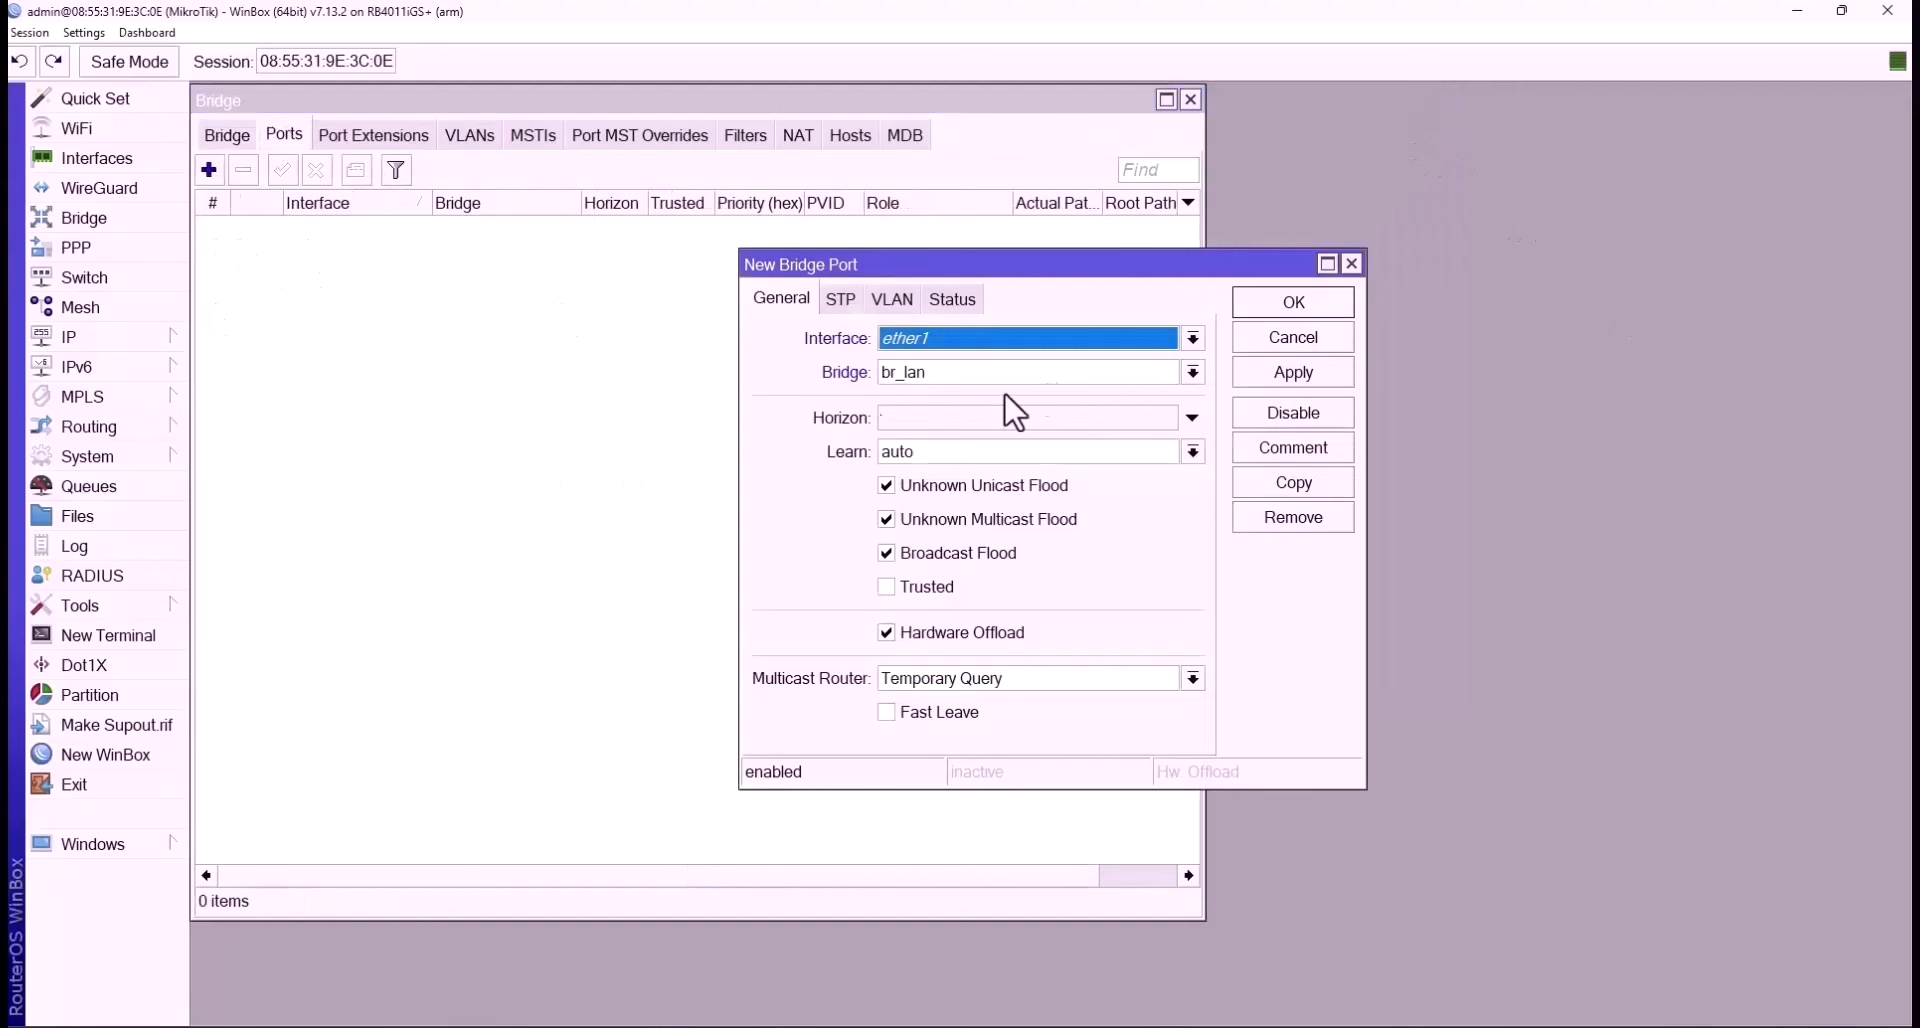 admin@08:55:31:9E:3C:0E (MikroTik) - WinBox (64bit) v7.13.2 on RB4011iGS+ (arm)
Session Settings Dashboard
Safe Mode Session: 08:55:31:9E:3C:0E
Quick Set
WiFi
Interfaces
WireGuard
Bridge
PPP
Switch
Mesh
IP
IPv6
MPLS
Routing
System
Queues
Files
Log
RADIUS
Tools
New Terminal
Dot1X
Partition
Make Supout.rif
New WinBox
Exit
Windows
RouterOS WinBox
Bridge
Bridge Ports Port Extensions VLANs MSTIs Port MST Overrides Filters NAT Hosts MDB
Find
# Interface Bridge Horizon Trusted Priority (hex) PVID Role Actual Pat... Root Path
0 items
New Bridge Port
General STP VLAN Status
Interface: ether1
Bridge: br_lan
Horizon:
Learn: auto
Unknown Unicast Flood
Unknown Multicast Flood
Broadcast Flood
Trusted
Hardware Offload
Multicast Router: Temporary Query
Fast Leave
OK
Cancel
Apply
Disable
Comment
Copy
Remove
enabled inactive Hw. Offload